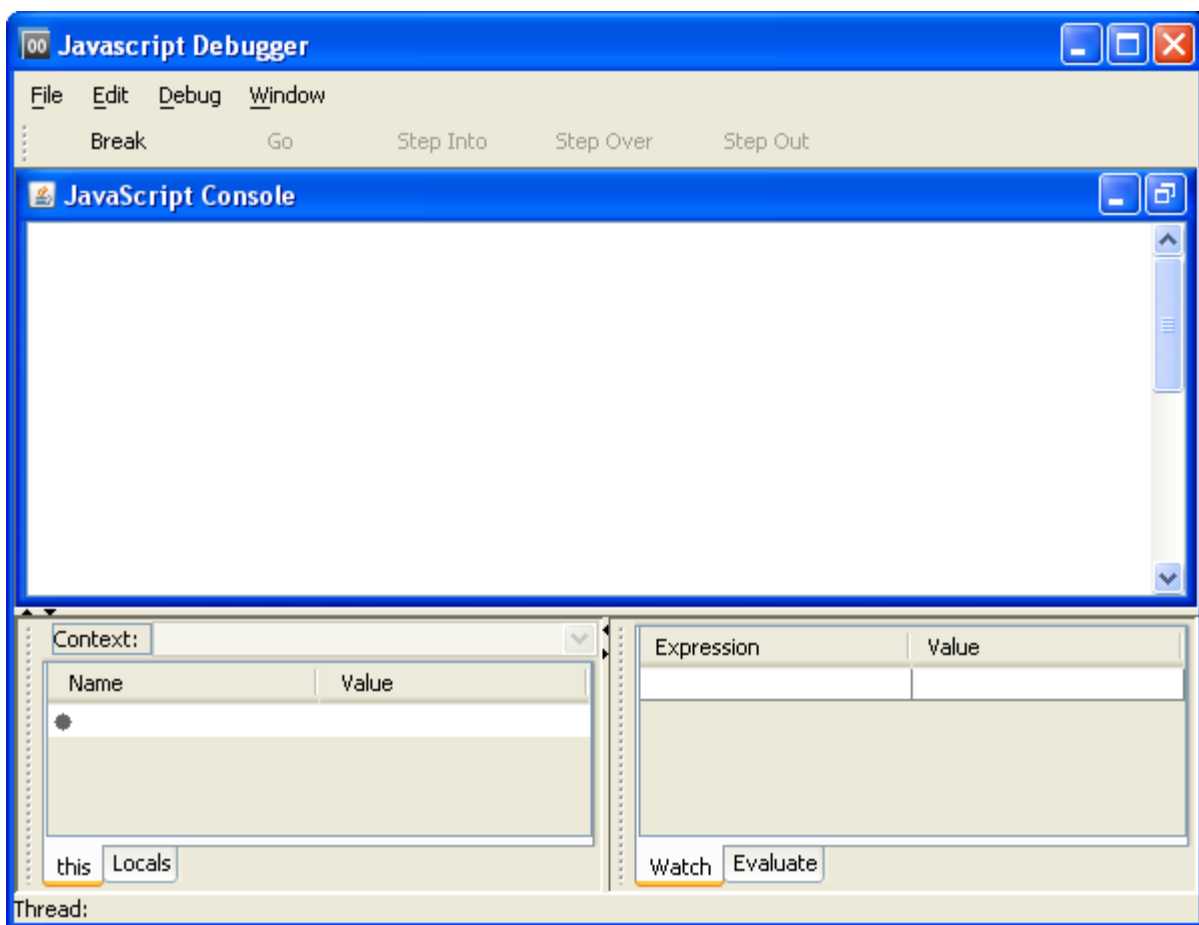 Javascript Debugger
File Edit Debug Window
Break Go Step Into Step Over Step Out
JavaScript Console
Context:
Name Value
this Locals
Expression Value
Watch Evaluate
Thread: